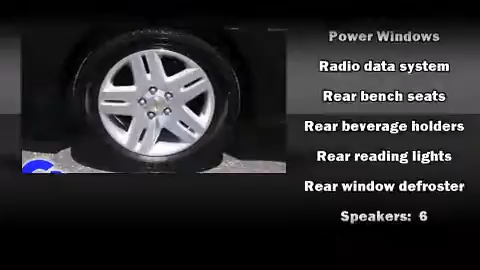 Power Windows
Radio data system
Rear bench seats
Rear beverage holders
Rear reading lights
Rear window defroster
Speakers: 6